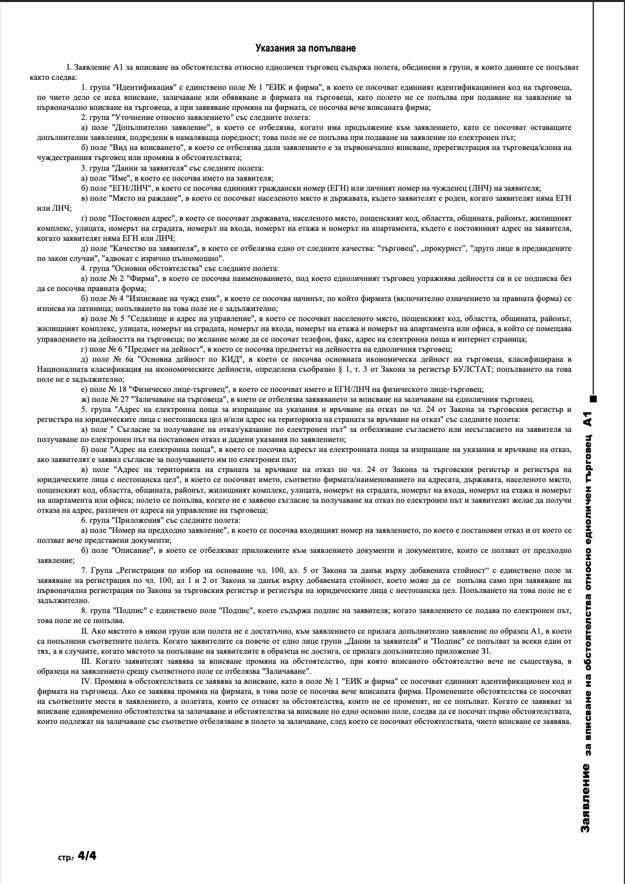 Указания за попълване
I. Заявление А1 за вписване на обстоятелства относно едноличен търговец съдържа полета, обединени в групи, в които данните се попълват
както следва:
1. група "Идентификация" с единствено поле № 1 "ЕИК и фирма", в което се посочват единният идентификационен код на търговеца,
по чието дело се иска вписване, заличаване или обявяване и фирмата на търговеца, като полето не се попълва при подаване на заявление за
първоначално вписване на търговеца, а при заявяване промяна на фирмата, се посочва вече вписаната фирма;
2. група "Уточнение относно заявлението" със следните полета:
а) поле "Допълнително заявление", в което се отбелязва, когато има продължение към заявлението, като се посочват оставащите
допълнителни заявления, подредени в намаляваща поредност; това поле не се попълва при подаване на заявление по електронен път;
б) поле "Вид на вписването", в което се отбелязва дали заявлението е за първоначално вписване, пререгистрация на търговеца/клона на
чуждестранния търговец или промяна в обстоятелствата;
3. група "Данни за заявителя" със следните полета:
а) поле "Име", в което се посочва името на заявителя;
б) поле "ЕГН/ЛНЧ", в което се посочва единният граждански номер (ЕГН) или личният номер на чужденец (ЛНЧ) на заявителя;
в) поле "Място на раждане", в което се посочват населеното място и държавата, където заявителят е роден, когато заявителят няма ЕГН
или ЛНЧ;
г) поле "Постоянен адрес", в което се посочват държавата, населеното място, пощенският код, областта, общината, районът, жилищният
комплекс, улицата, номерът на сградата, номерът на входа, номерът на етажа и номерът на апартамента, където е постоянният адрес на заявителя,
когато заявителят няма ЕГН или ЛНЧ;
д) поле "Качество на заявителя", в което се отбелязва едно от следните качества: "търговец", „прокурист”, "друго лице в предвидените
по закон случаи", "адвокат с изрично пълномощно".
4. група "Основни обстоятелства" със следните полета:
а) поле № 2 "Фирма", в което се посочва наименованието, под което едноличният търговец упражнява дейността си и се подписва без
да се посочва правната форма;
б) поле № 4 "Изписване на чужд език", в което се посочва начинът, по който фирмата (включително означението за правната форма) се
изписва на латиница; попълването на това поле не е задължително;
в) поле № 5 "Седалище и адрес на управление", в което се посочват населеното място, пощенският код, областта, общината, районът,
жилищният комплекс, улицата, номерът на сградата, номерът на входа, номерът на етажа и номерът на апартамента или офиса, в който се помещава
управлението на дейността на търговеца; по желание може да се посочат телефон, факс, адрес на електронна поща и интернет страница;
г) поле № 6 "Предмет на дейност", в което се посочва предметът на дейността на едноличния търговец;
д) поле № 6а "Основна дейност по КИД", в което се посочва основната икономическа дейност на търговеца, класифицирана в
Националната класификация на икономическите дейности, определена съобразно § 1, т. 3 от Закона за регистър БУЛСТАТ; попълването на това
поле не е задължително;
е) поле № 18 "Физическо лице-търговец", в което се посочват името и ЕГН/ЛНЧ на физическото лице-търговец;
ж) поле № 27 "Заличаване на търговеца", в което се отбелязва заявяването за вписване на заличаване на едноличния търговец.
5. група "Адрес на електронна поща за изпращане на указания и връчване на отказ по чл. 24 от Закона за търговския регистър и
регистъра на юридическите лица с нестопанска цел и/или адрес на територията на страната за връчване на отказ" със следните полета:
а) поле " Съгласие за получаване на отказ/указание по електронен път" за отбелязване съгласието или несъгласието на заявителя за
получаване по електронен път на постановен отказ и дадени указания по заявлението;
б) поле "Адрес на електронна поща", в което се посочва адресът на електронната поща за изпращане на указания и връчване на отказ,
ако заявителят е заявил съгласие за получаването им по електронен път;
в) поле "Адрес на територията на страната за връчване на отказ по чл. 24 от Закона за търговския регистър и регистъра на
юридическите лица с нестопанска цел", в което се посочва името, съответно фирмата/наименованието на адресата, държавата, населеното място,
пощенският код, областта, общината, районът, жилищният комплекс, улицата, номерът на сградата, номерът на входа, номерът на етажа и номерът
на апартамента или офиса; полето се попълва, когато не е заявено съгласие за получаване на отказ по електронен път и заявителят желае да получи
отказа на адрес, различен от адреса на управление на търговеца;
6. група "Приложения" със следните полета:
а) поле "Номер на предходно заявление", в което се посочва входящият номер на заявлението, по което е постановен отказ и от което се
ползват вече представени документи;
б) поле "Описание", в което се отбелязват приложените към заявлението документи и документите, които се ползват от предходно
заявление;
7. Група „Регистрация по избор на основание чл. 100, ал. 5 от Закона за данък върху добавената стойност“ с единствено поле за
заявяване на регистрация по чл. 100, ал 1 и 2 от Закона за данък върху добавената стойност, което може да се попълва само при заявяване на
първоначална регистрация по Закона за търговския регистър и регистъра на юридическите лица с нестопанска цел. Попълването на това поле не е
задължително.
8. група "Подпис" с единствено поле "Подпис", което съдържа подпис на заявителя; когато заявлението се подава по електронен път,
това поле не се попълва.
II. Ако мястото в някои групи или полета не е достатъчно, към заявлението се прилага допълнително заявление по образец А1, в което
са попълнени съответните полета. Когато заявителите са повече от едно лице групи „Данни за заявителя" и "Подпис" се попълват за всеки един от
тях, а в случаите, когато мястото за попълване на заявителите в образеца не достига, се прилага допълнително приложение З1.
III. Когато заявителят заявява за вписване промяна на обстоятелство, при която вписаното обстоятелство вече не съществува, в
образеца на заявлението срещу съответното поле се отбелязва "Заличаване".
IV. Промяна в обстоятелствата се заявява за вписване, като в поле № 1 "ЕИК и фирма" се посочват единният идентификационен код и
фирмата на търговеца. Ако се заявява промяна на фирмата, в това поле се посочва вече вписаната фирма. Променените обстоятелства се посочват
на съответните места в заявлението, а полетата, които се отнасят за обстоятелства, които не се променят, не се попълват. Когато се заявяват за
вписване едновременно обстоятелства за заличаване и обстоятелства за вписване по едно основно поле, следва да се посочат първо обстоятелствата,
които подлежат на заличаване със съответно отбелязване в полето за заличаване, след което се посочват обстоятелствата, чието вписване се заявява.
Заявление за вписване на обстоятелства относно едноличен търговец А1
стр. 4/4